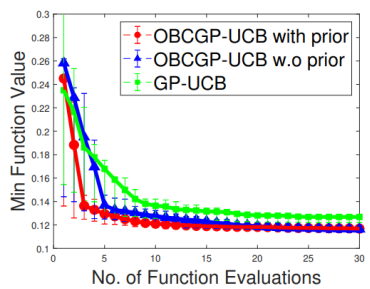 Min Function Value
0.3
0.28
0.26
0.24
0.22
0.2
0.18
0.16
0.14
0.12
0.1
OBCGP-UCB with prior
OBCGP-UCB w.o prior
GP-UCB
0 5 10 15 20 25 30
No. of Function Evaluations